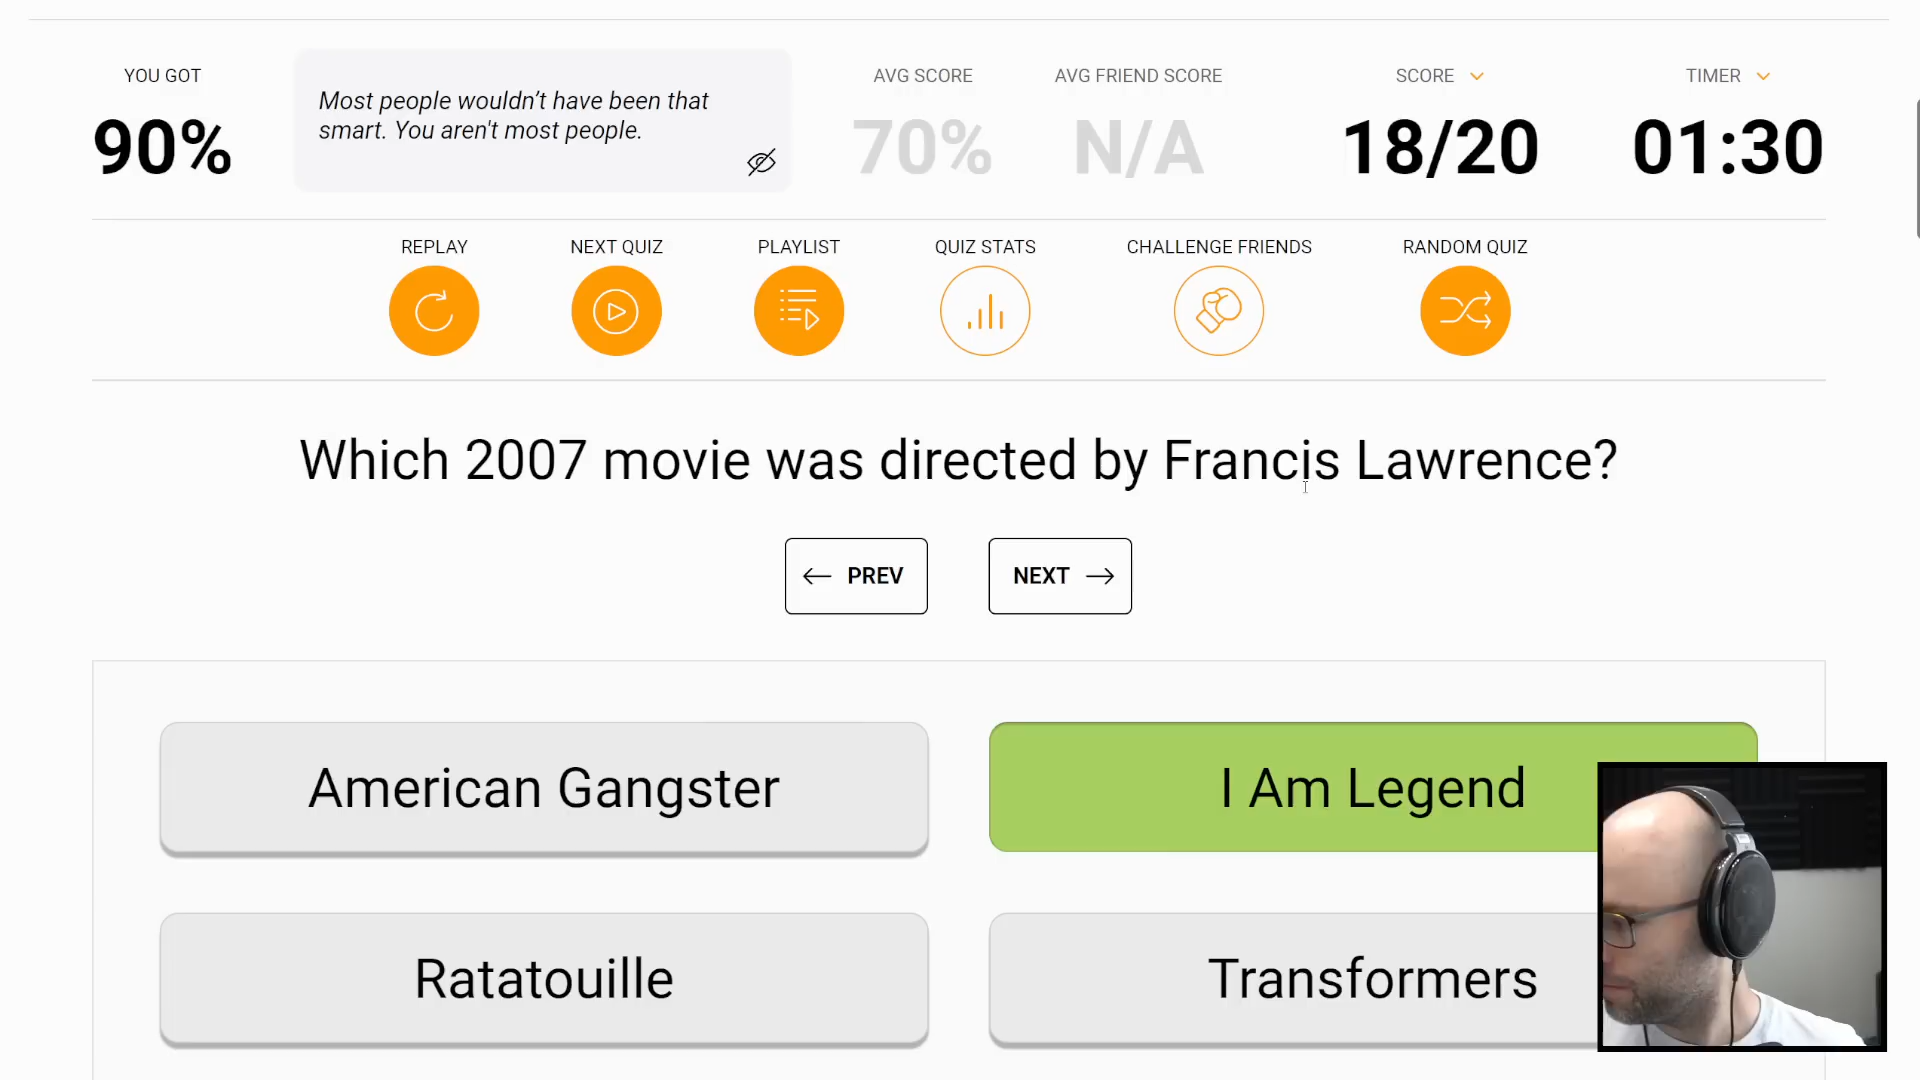 YOU GOT
90%
Most people wouldn’t have been that
smart. You aren't most people.
AVG SCORE
70%
AVG FRIEND SCORE
N/A
SCORE
18/20
TIMER
01:30
REPLAY
NEXT QUIZ
PLAYLIST
QUIZ STATS
CHALLENGE FRIENDS
RANDOM QUIZ
Which 2007 movie was directed by Francis Lawrence?
PREV
NEXT
American Gangster
I Am Legend
Ratatouille
Transformers